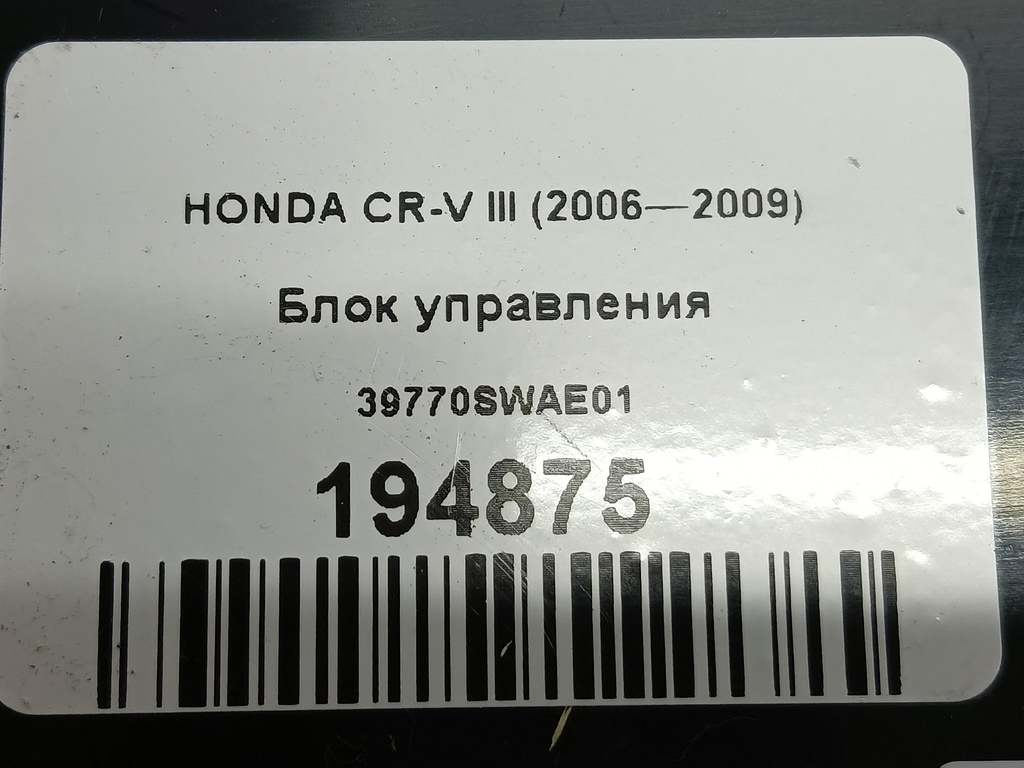 HONDA CR-V III (2006—2009)
Блок управления
39770SWAE01
194875